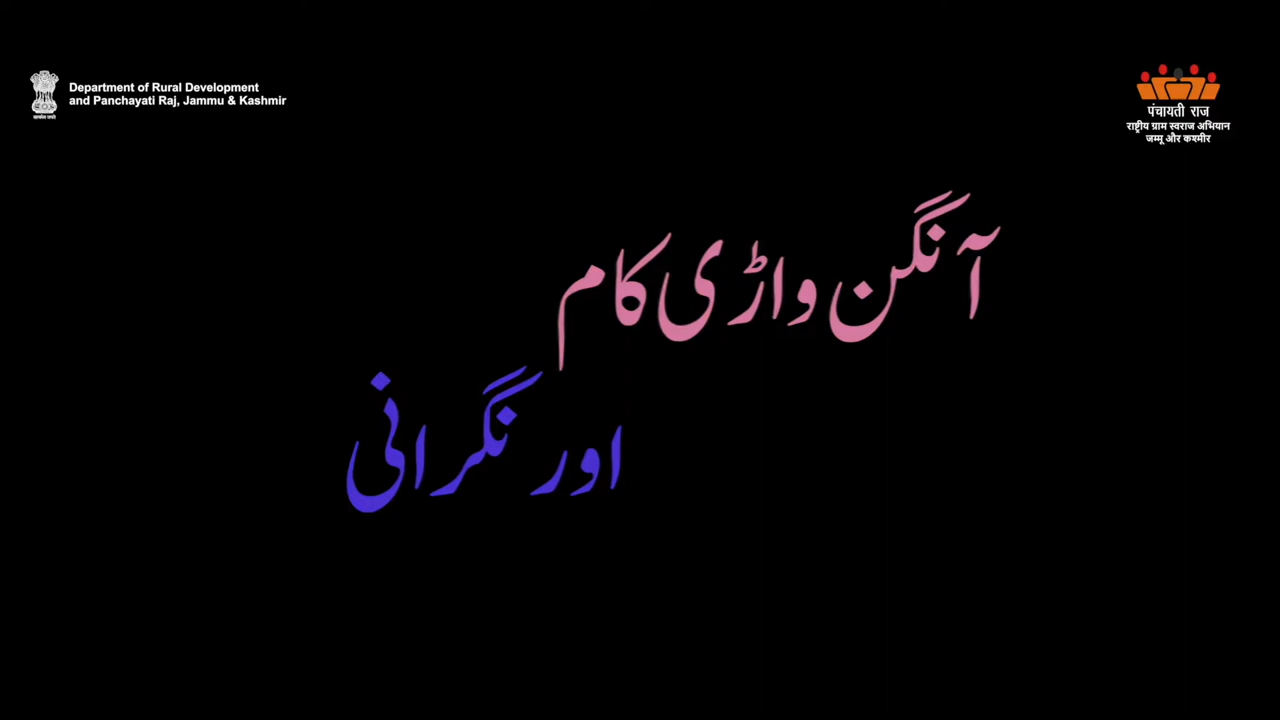 Department of Rural Development
and Panchayati Raj, Jammu & Kashmir
पंचायती राज
राष्ट्रीय ग्राम स्वराज अभियान
जम्मू और कश्मीर
آنگن واڑی کام
اور نگرانی